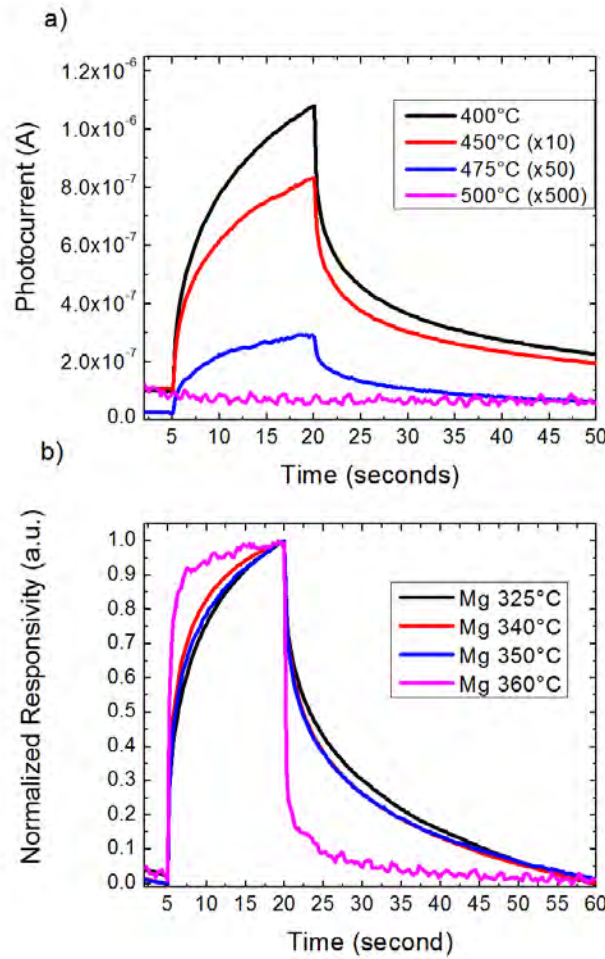 a)
1.2x10-6
1.0x10-6
8.0x10-7
6.0x10-7
4.0x10-7
2.0x10-7
0.0
Photocurrent (A)
400°C
450°C (x10)
475°C (x50)
500°C (x500)
5 10 15 20 25 30 35 40 45 50
Time (seconds)
b)
1.0
0.9
0.8
0.7
0.6
0.5
0.4
0.3
0.2
0.1
0.0
Normalized Responsivity (a.u.)
Mg 325°C
Mg 340°C
Mg 350°C
Mg 360°C
5 10 15 20 25 30 35 40 45 50 55 60
Time (second)